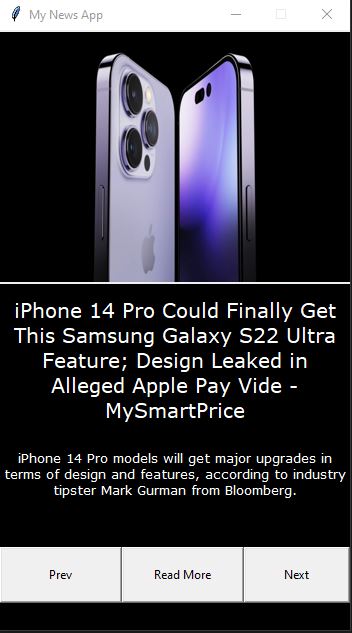 My News App
iPhone 14 Pro Could Finally Get
This Samsung Galaxy S22 Ultra
Feature; Design Leaked in
Alleged Apple Pay Vide -
MySmartPrice
iPhone 14 Pro models will get major upgrades in
terms of design and features, according to industry
tipster Mark Gurman from Bloomberg.
Prev Read More Next